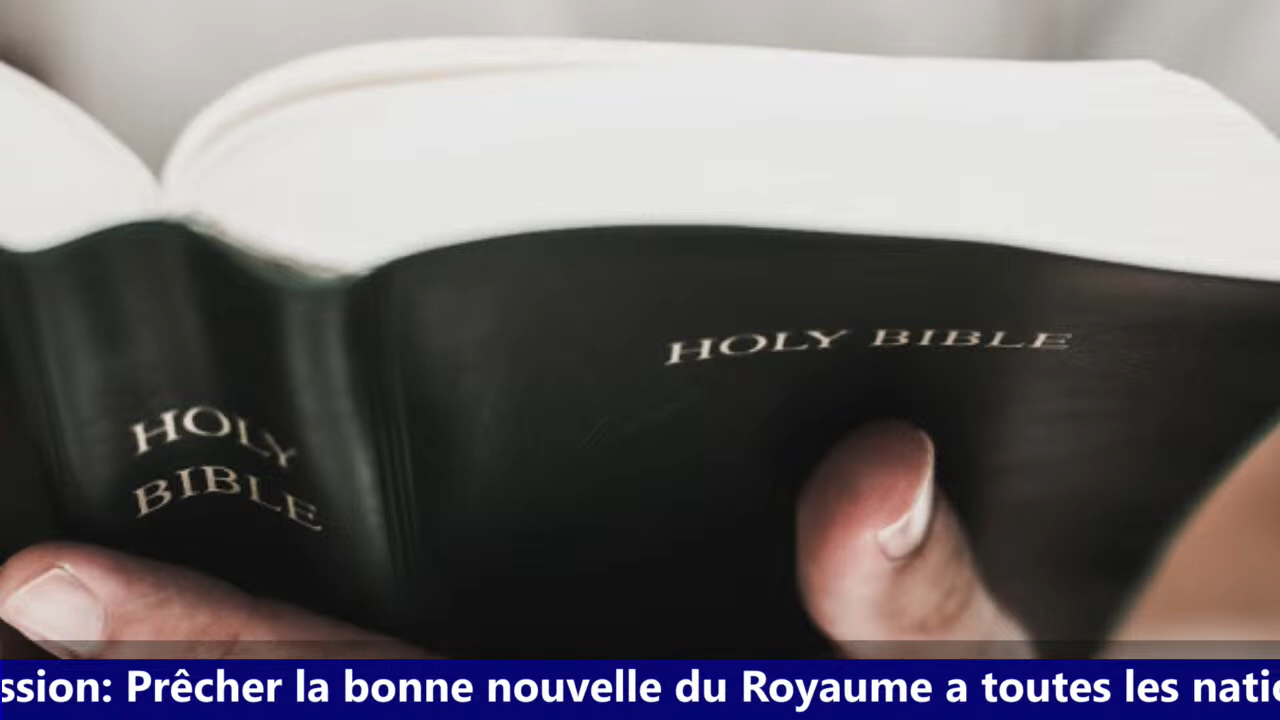 HOLY BIBLE
HOLY
BIBLE
ssion: Prêcher la bonne nouvelle du Royaume a toutes les natio